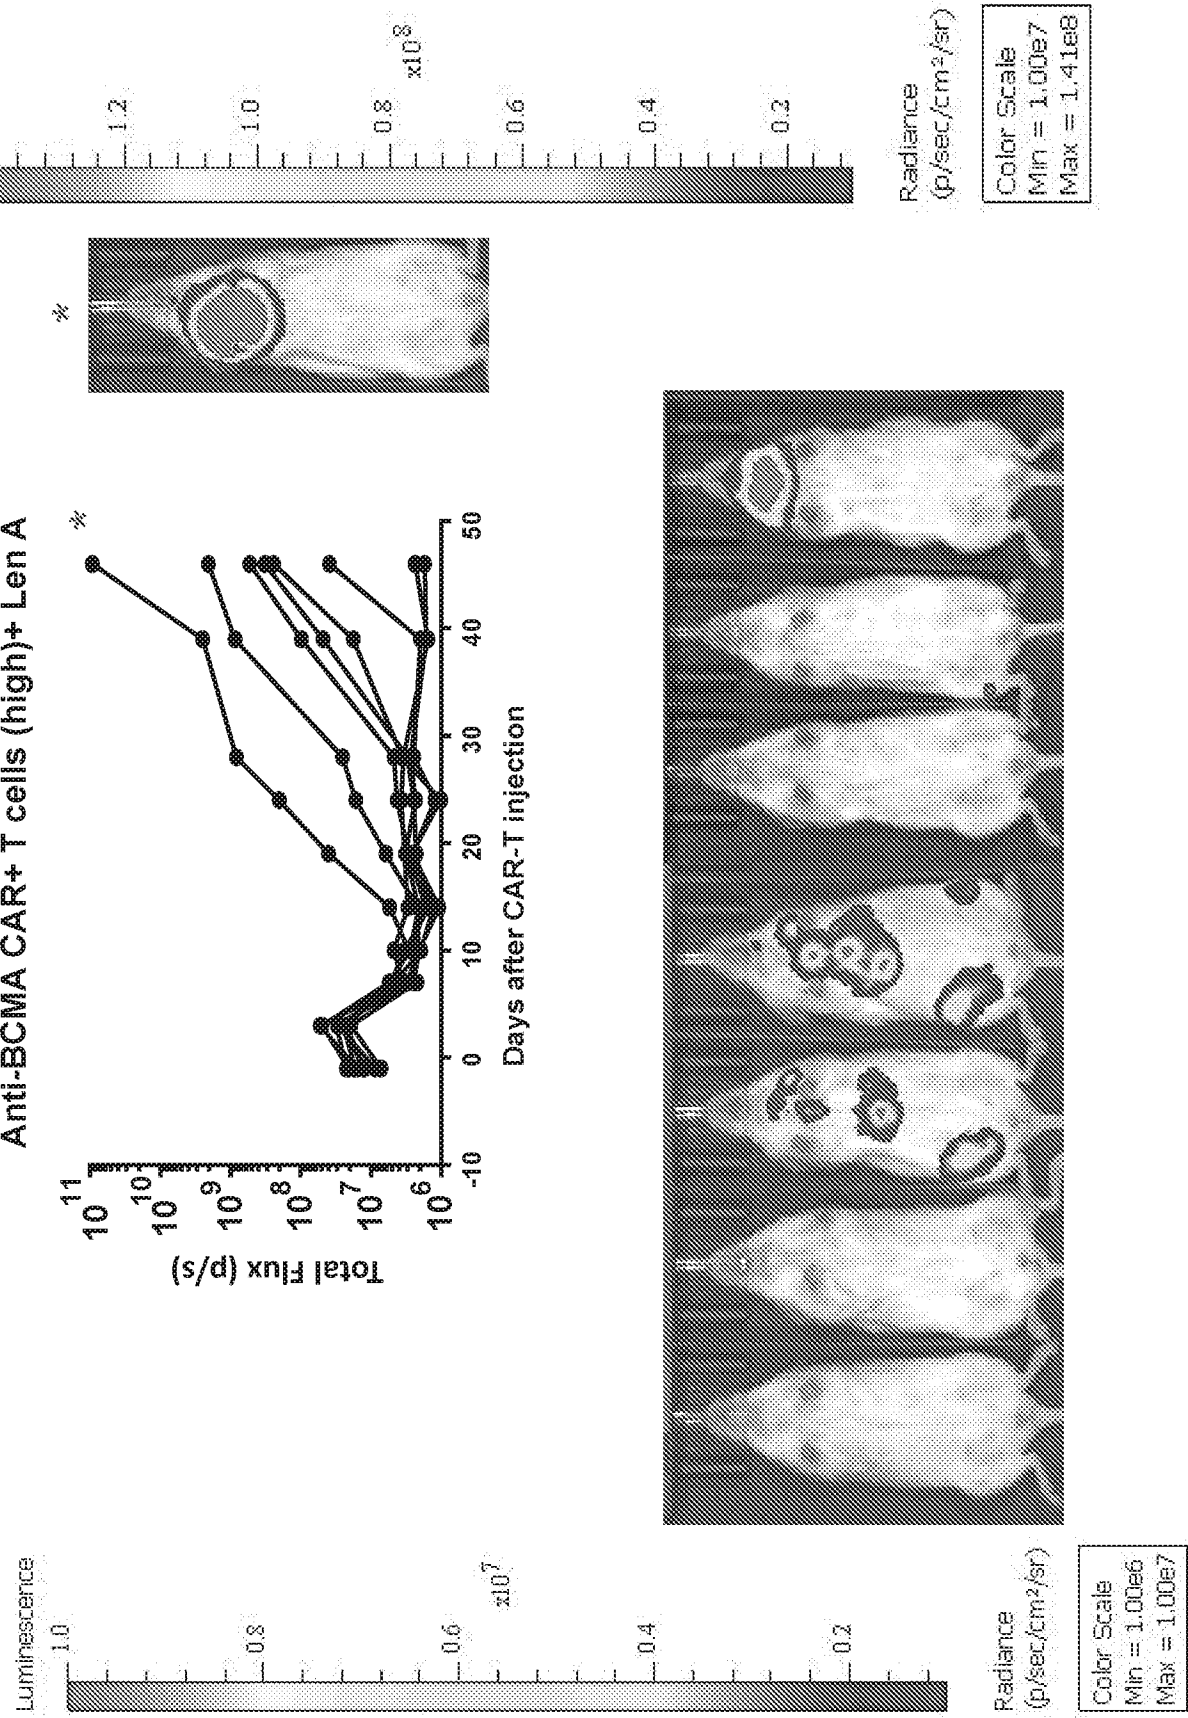 Anti-BCMA CAR+ T cells (high)+ Len A
Total Flux (p/s)
10 11
10 10
10 9
10 8
10 7
10 6
-10
0
10
20
30
40
50
Days after CAR-T injection
*
*
Luminescence
1.0
0.8
0.6
x10 7
0.4
0.2
Radiance
(p/sec/cm²/sr)
Color Scale
Min = 1.00e6
Max = 1.00e7
1.2
1.0
0.8
x10 8
0.6
0.4
0.2
Radiance
(p/sec/cm²/sr)
Color Scale
Min = 1.00e7
Max = 1.41e8